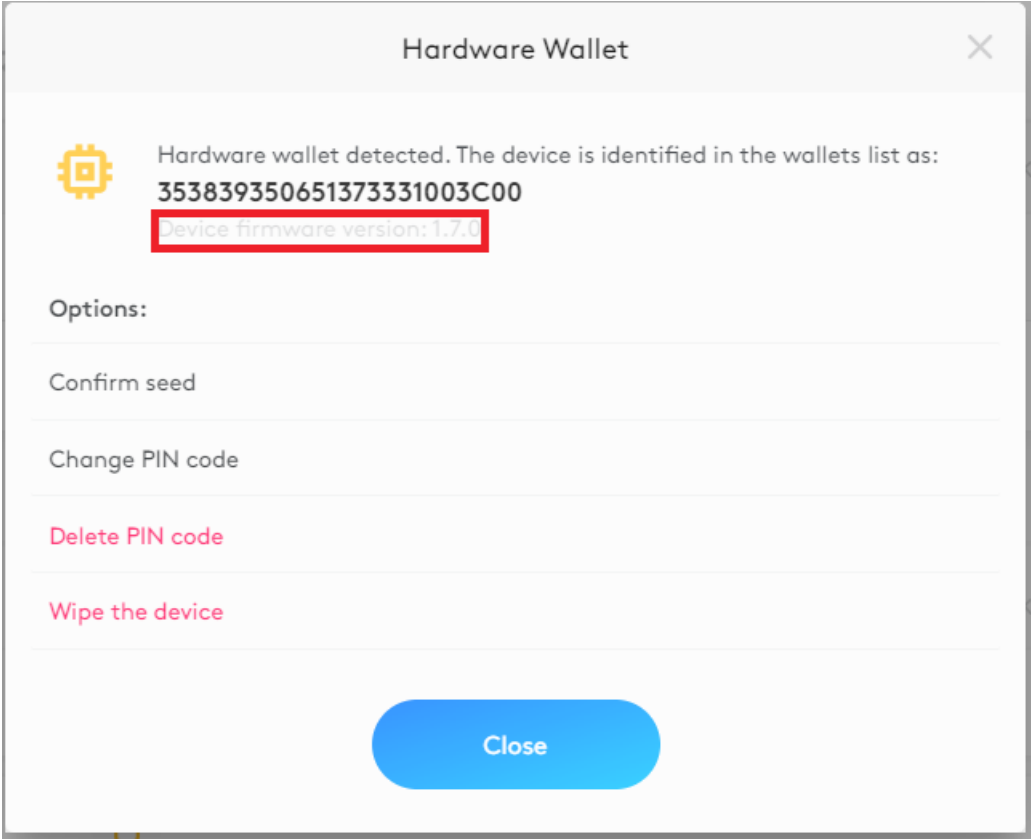 Hardware Wallet
Hardware wallet detected. The device is identified in the wallets list as:
353839350651373331003C00
Device firmware version: 1.7.0
Options:
Confirm seed
Change PIN code
Delete PIN code
Wipe the device
Close